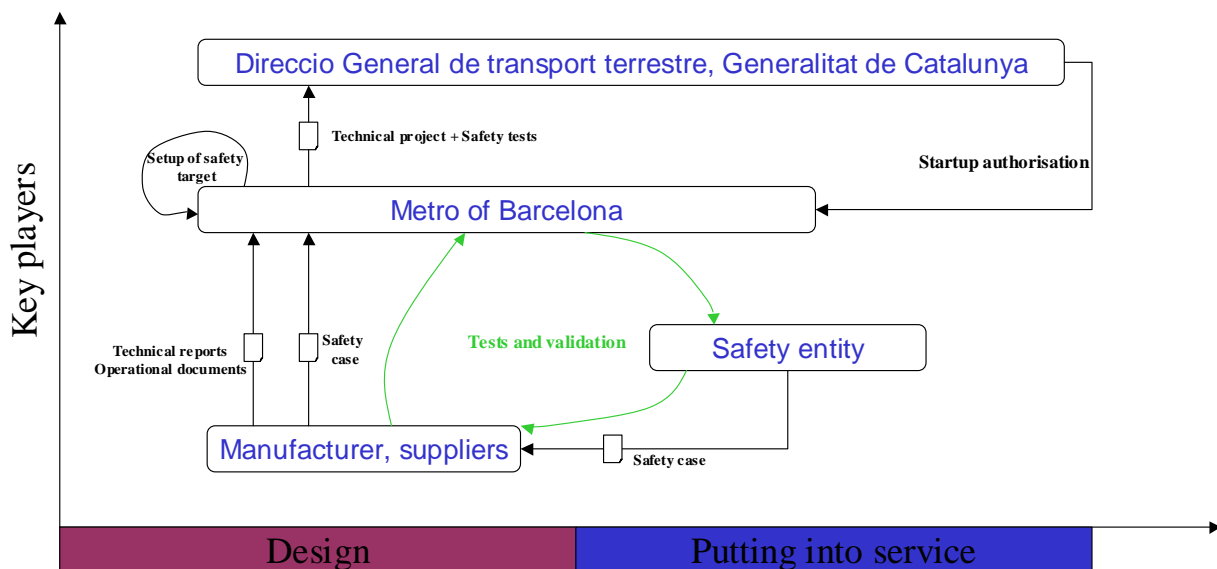 Direccio General de transport terrestre, Generalitat de Catalunya
Technical project + Safety tests
Setup of safety
target
Startup authorisation
Metro of Barcelona
Key players
Safety
case
Technical reports
Operational documents
Tests and validation
Safety entity
Manufacturer, suppliers
Safety case
Design
Putting into service